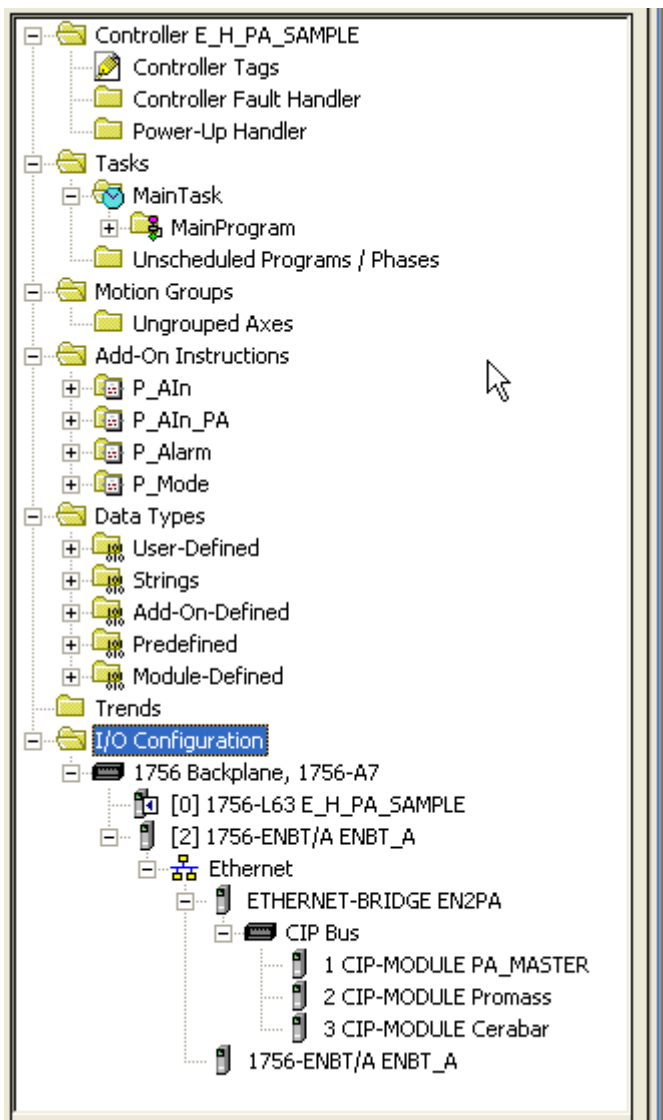 Controller E_H_PA_SAMPLE
Controller Tags
Controller Fault Handler
Power-Up Handler
Tasks
MainTask
MainProgram
Unscheduled Programs / Phases
Motion Groups
Ungrouped Axes
Add-On Instructions
P_AIn
P_AIn_PA
P_Alarm
P_Mode
Data Types
User-Defined
Strings
Add-On-Defined
Predefined
Module-Defined
Trends
I/O Configuration
1756 Backplane, 1756-A7
[0] 1756-L63 E_H_PA_SAMPLE
[2] 1756-ENBT/A ENBT_A
Ethernet
ETHERNET-BRIDGE EN2PA
CIP Bus
1 CIP-MODULE PA_MASTER
2 CIP-MODULE Promass
3 CIP-MODULE Cerabar
1756-ENBT/A ENBT_A